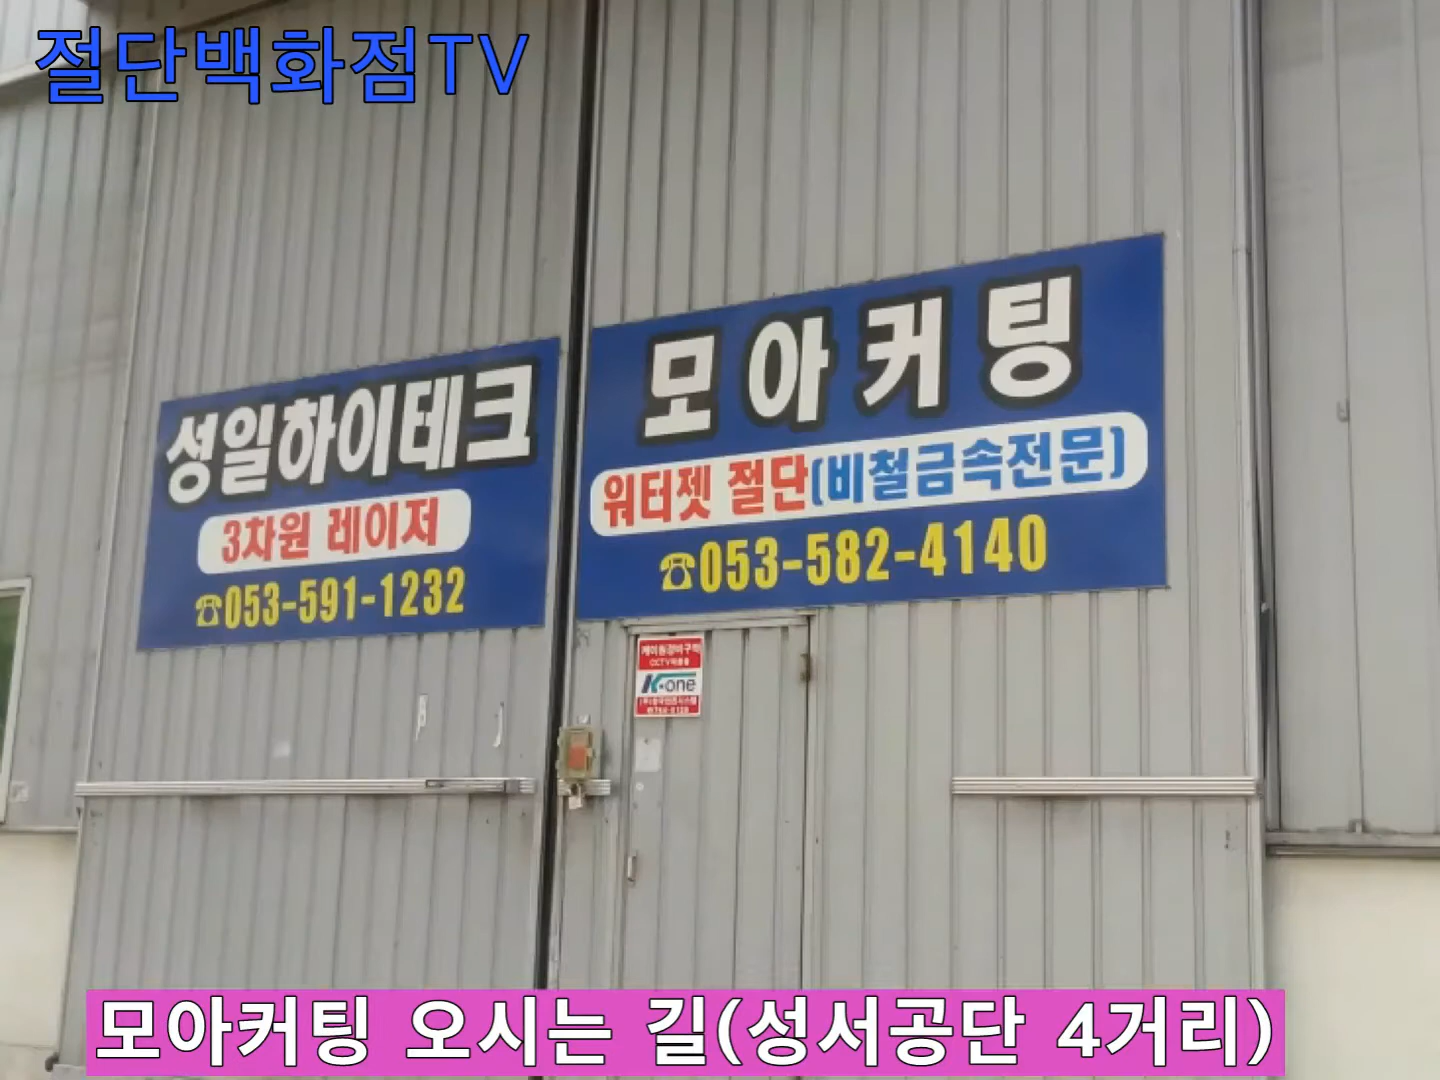 절단백화점TV
성일하이테크
3차원 레이저
☎053-591-1232
모아커팅
워터젯 절단(비철금속전문)
☎053-582-4140
K-one
모아커팅 오시는 길(성서공단 4거리)